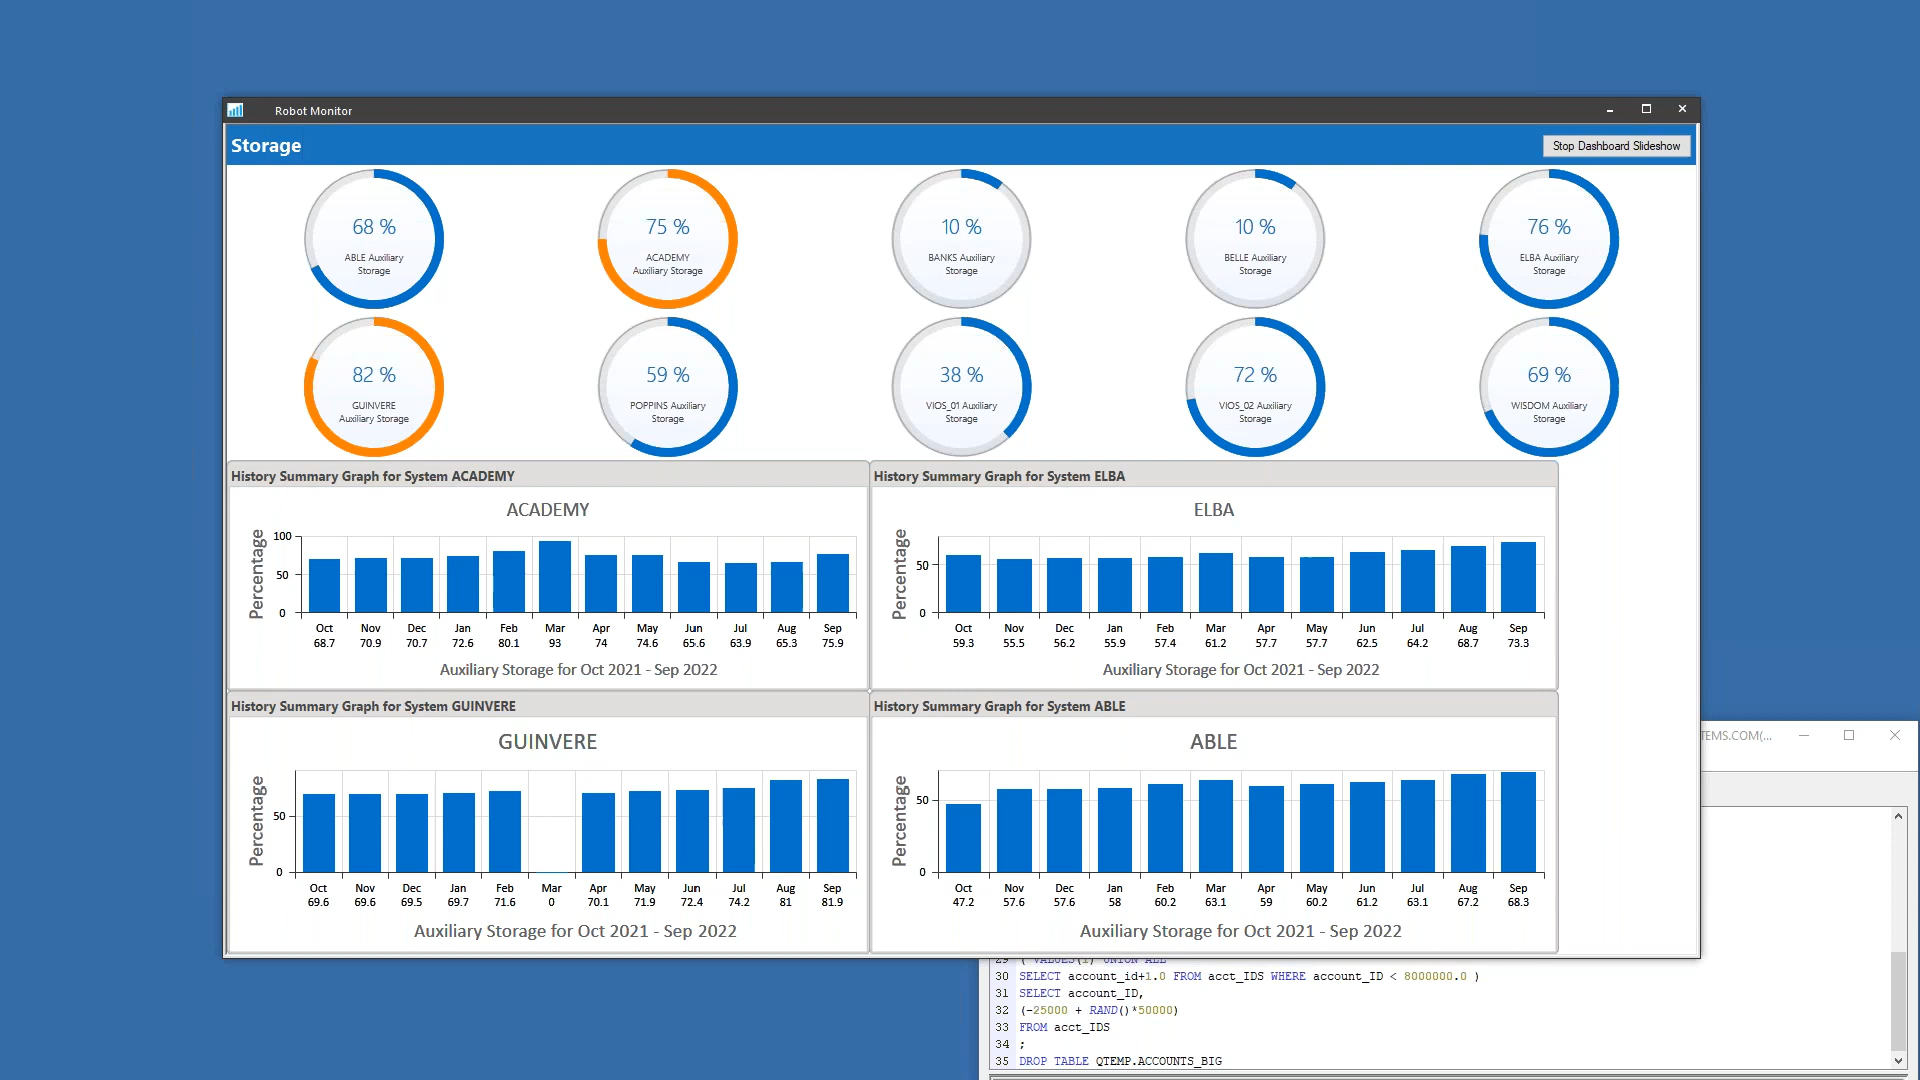 Robot Monitor
Storage
Stop Dashboard Slideshow
68 %
ABLE Auxiliary
Storage
75 %
ACADEMY
Auxiliary Storage
10 %
BANKS Auxiliary
Storage
10 %
BELLE Auxiliary
Storage
76 %
ELBA Auxiliary
Storage
82 %
GUINVERE
Auxiliary Storage
59 %
POPPINS Auxiliary
Storage
38 %
VIOS_01 Auxiliary
Storage
72 %
VIOS_02 Auxiliary
Storage
69 %
WISDOM Auxiliary
Storage
History Summary Graph for System ACADEMY
ACADEMY
Percentage
100
50
0
Oct Nov Dec Jan Feb Mar Apr May Jun Jul Aug Sep
68.7 70.9 70.7 72.6 80.1 93 74 74.6 65.6 63.9 65.3 75.9
Auxiliary Storage for Oct 2021 - Sep 2022
History Summary Graph for System ELBA
ELBA
Percentage
50
0
Oct Nov Dec Jan Feb Mar Apr May Jun Jul Aug Sep
59.3 55.5 56.2 55.9 57.4 61.2 57.7 57.7 62.5 64.2 68.7 73.3
Auxiliary Storage for Oct 2021 - Sep 2022
History Summary Graph for System GUINVERE
GUINVERE
Percentage
50
0
Oct Nov Dec Jan Feb Mar Apr May Jun Jul Aug Sep
69.6 69.6 69.5 69.7 71.6 0 70.1 71.9 72.4 74.2 81 81.9
Auxiliary Storage for Oct 2021 - Sep 2022
History Summary Graph for System ABLE
ABLE
Percentage
50
0
Oct Nov Dec Jan Feb Mar Apr May Jun Jul Aug Sep
47.2 57.6 57.6 58 60.2 63.1 59 60.2 61.2 63.1 67.2 68.3
Auxiliary Storage for Oct 2021 - Sep 2022
TEMS.COM(...
29 ( VALUES(1) UNION ALL
30 SELECT account_id+1.0 FROM acct_IDS WHERE account_ID < 8000000.0 )
31 SELECT account_ID,
32 (-25000 + RAND()*50000)
33 FROM acct_IDS
34 ;
35 DROP TABLE QTEMP.ACCOUNTS_BIG